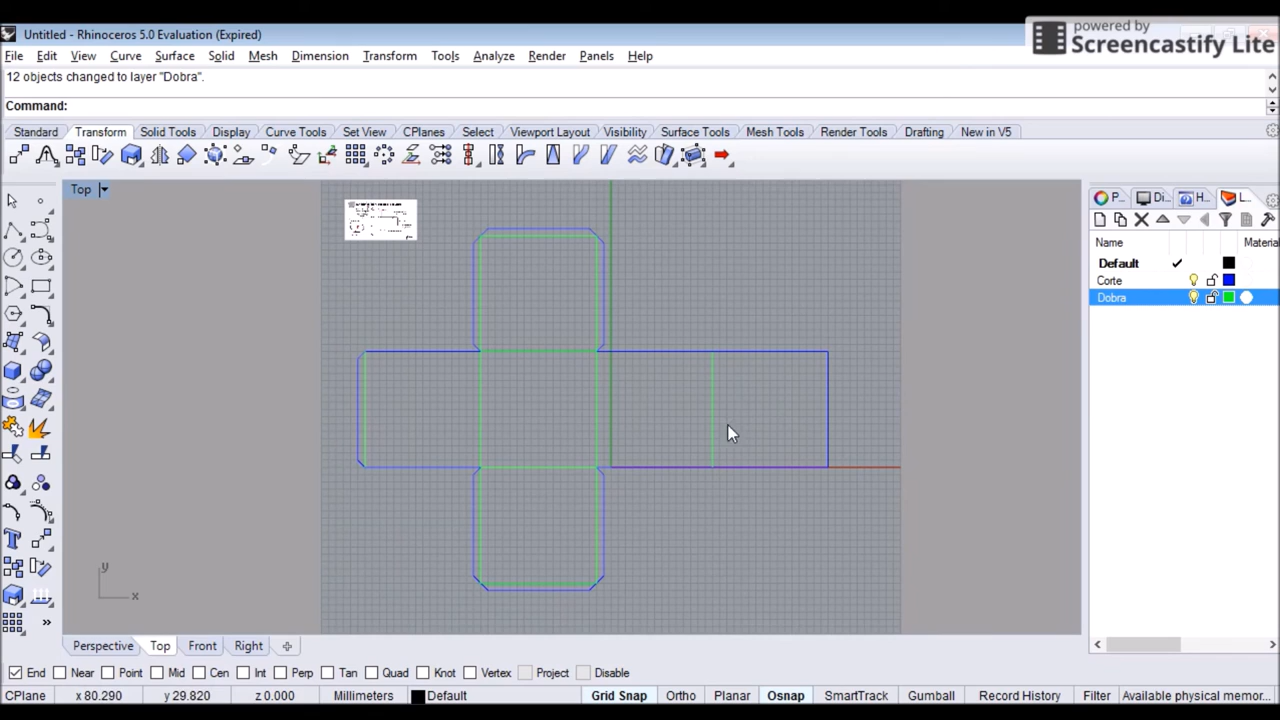 Untitled - Rhinoceros 5.0 Evaluation (Expired)
powered by
Screencastify Lite
File Edit View Curve Surface Solid Mesh Dimension Transform Tools Analyze Render Panels Help
12 objects changed to layer "Dobra".
Command:
Standard Transform Solid Tools Display Curve Tools Set View CPlanes Select Viewport Layout Visibility Surface Tools Mesh Tools Render Tools Drafting New in V5
Top
P... Di... H... L...
Name Materia
Default
Corte
Dobra
y
x
Perspective Top Front Right
End Near Point Mid Cen Int Perp Tan Quad Knot Vertex Project Disable
CPlane x 80.290 y 29.820 z 0.000 Millimeters Default Grid Snap Ortho Planar Osnap SmartTrack Gumball Record History Filter Available physical memor...